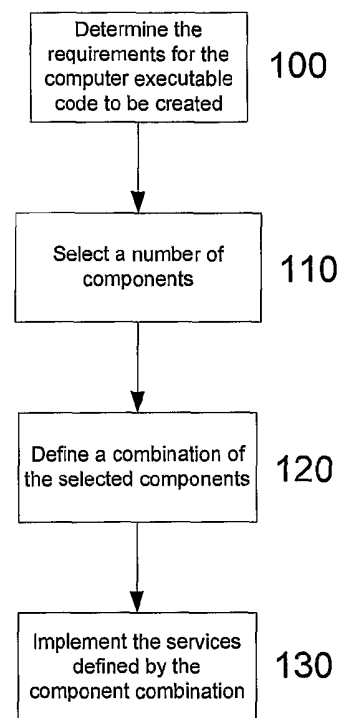 Determine the
requirements for the
computer executable
code to be created
100
Select a number of
components
110
Define a combination of
the selected components
120
Implement the services
defined by the
component combination
130